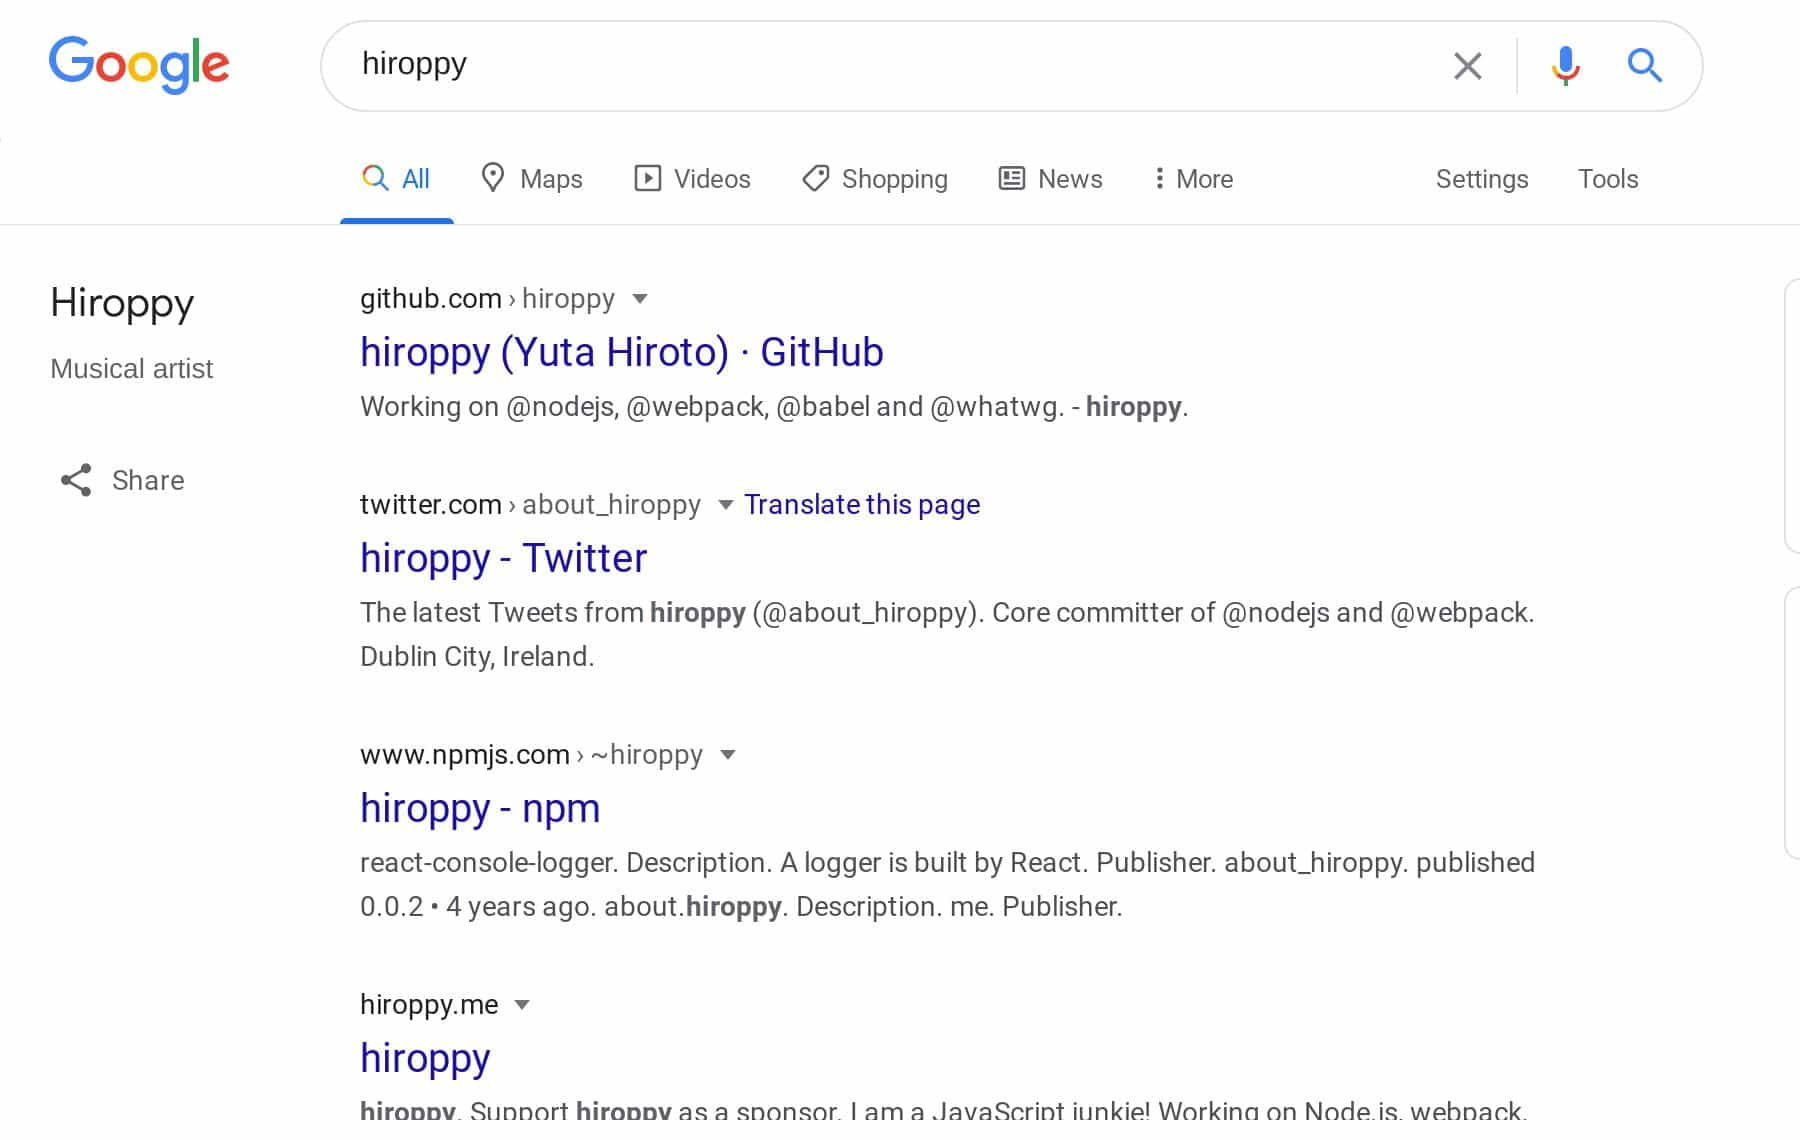 Google
hiroppy
All Maps Videos Shopping News More Settings Tools
Hiroppy
Musical artist
Share
github.com › hiroppy
hiroppy (Yuta Hiroto) · GitHub
Working on @nodejs, @webpack, @babel and @whatwg. - hiroppy.
twitter.com › about_hiroppy Translate this page
hiroppy - Twitter
The latest Tweets from hiroppy (@about_hiroppy). Core committer of @nodejs and @webpack.
Dublin City, Ireland.
www.npmjs.com › ~hiroppy
hiroppy - npm
react-console-logger. Description. A logger is built by React. Publisher. about_hiroppy. published
0.0.2 • 4 years ago. about.hiroppy. Description. me. Publisher.
hiroppy.me
hiroppy
hiroppy. Support hiroppy as a sponsor. I am a JavaScript junkie! Working on Node.js, webpack,